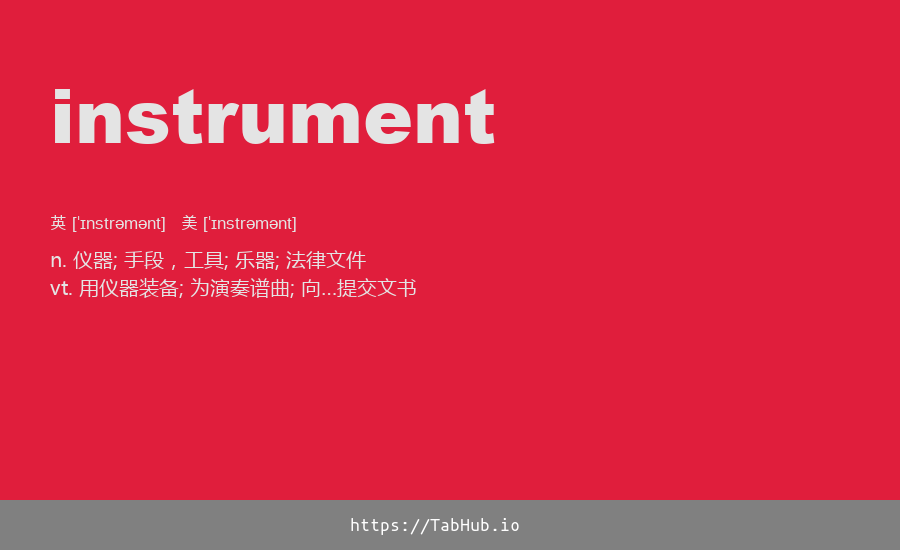 instrument
英 [ˈɪnstrəmənt] 美 [ˈɪnstrəmənt]
n. 仪器; 手段，工具; 乐器; 法律文件
vt. 用仪器装备; 为演奏谱曲; 向…提交文书
https://TabHub.io